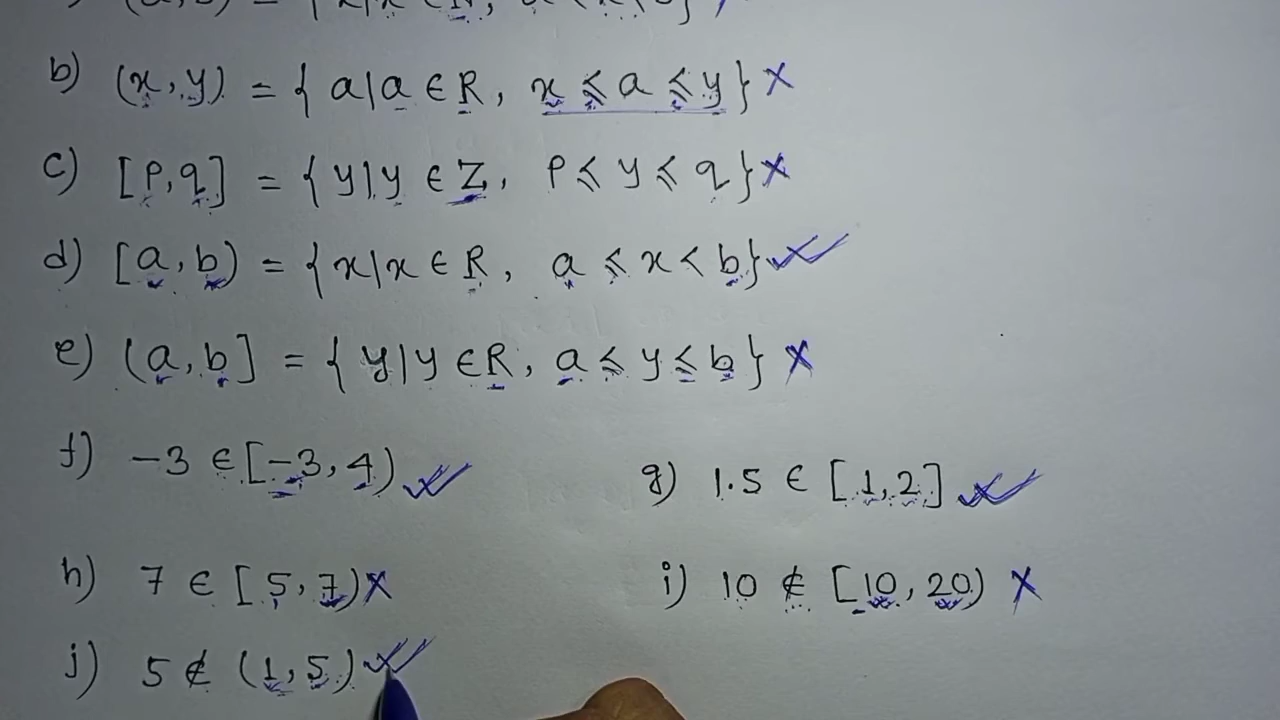 b) (x, y) = { a | a ∈ R, x ⩽ a ⩽ y } ×
c) [p, q] = { y | y ∈ Z, p ⩽ y ⩽ q } ×
d) [a, b) = { x | x ∈ R, a ⩽ x < b } ✓
e) (a, b] = { y | y ∈ R, a ⩽ y ⩽ b } ×
f) -3 ∈ [-3, 4) ✓
g) 1.5 ∈ [1, 2] ✓
h) 7 ∈ [5, 7) ×
i) 10 ∉ [10, 20) ×
j) 5 ∉ (1, 5) ✓